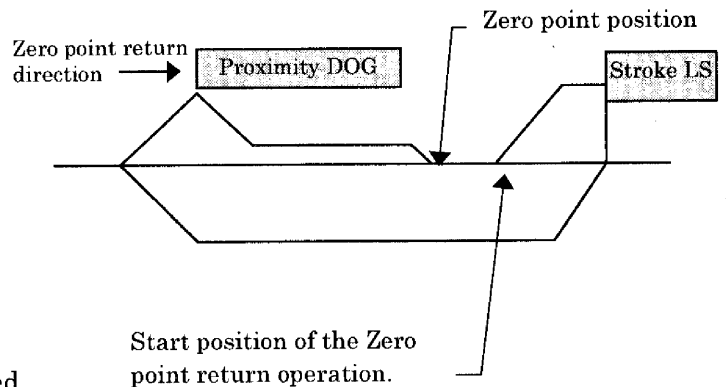 Zero point position
Zero point return
direction
Proximity DOG
Stroke LS
Start position of the Zero
point return operation.
ed